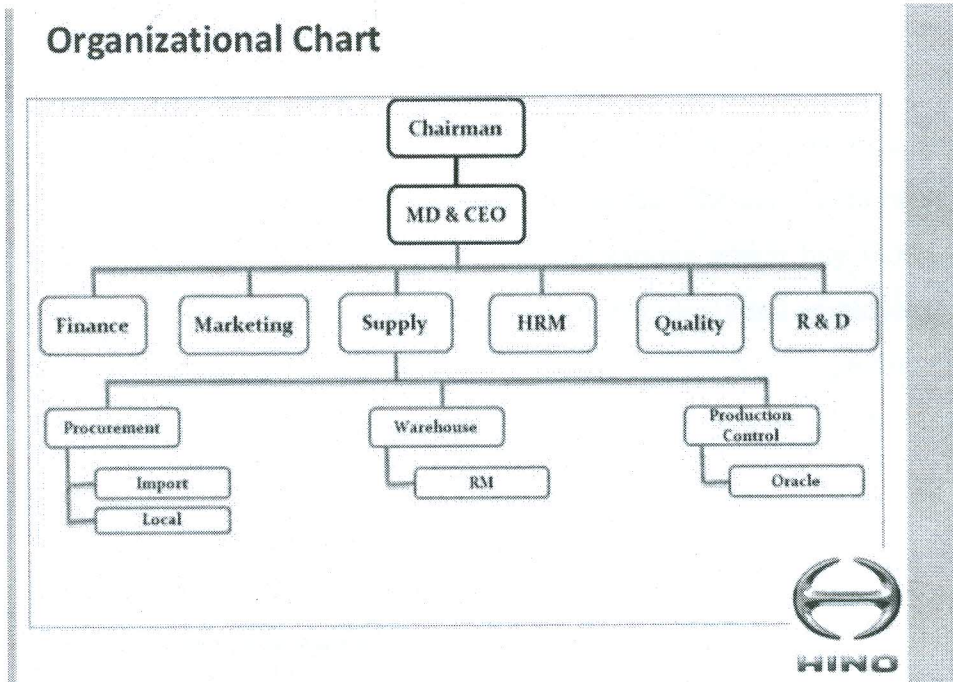 Organizational Chart
Chairman
MD & CEO
Finance
Marketing
Supply
HRM
Quality
R & D
Procurement
Warehouse
Production
Control
Import
Local
RM
Oracle
HINO